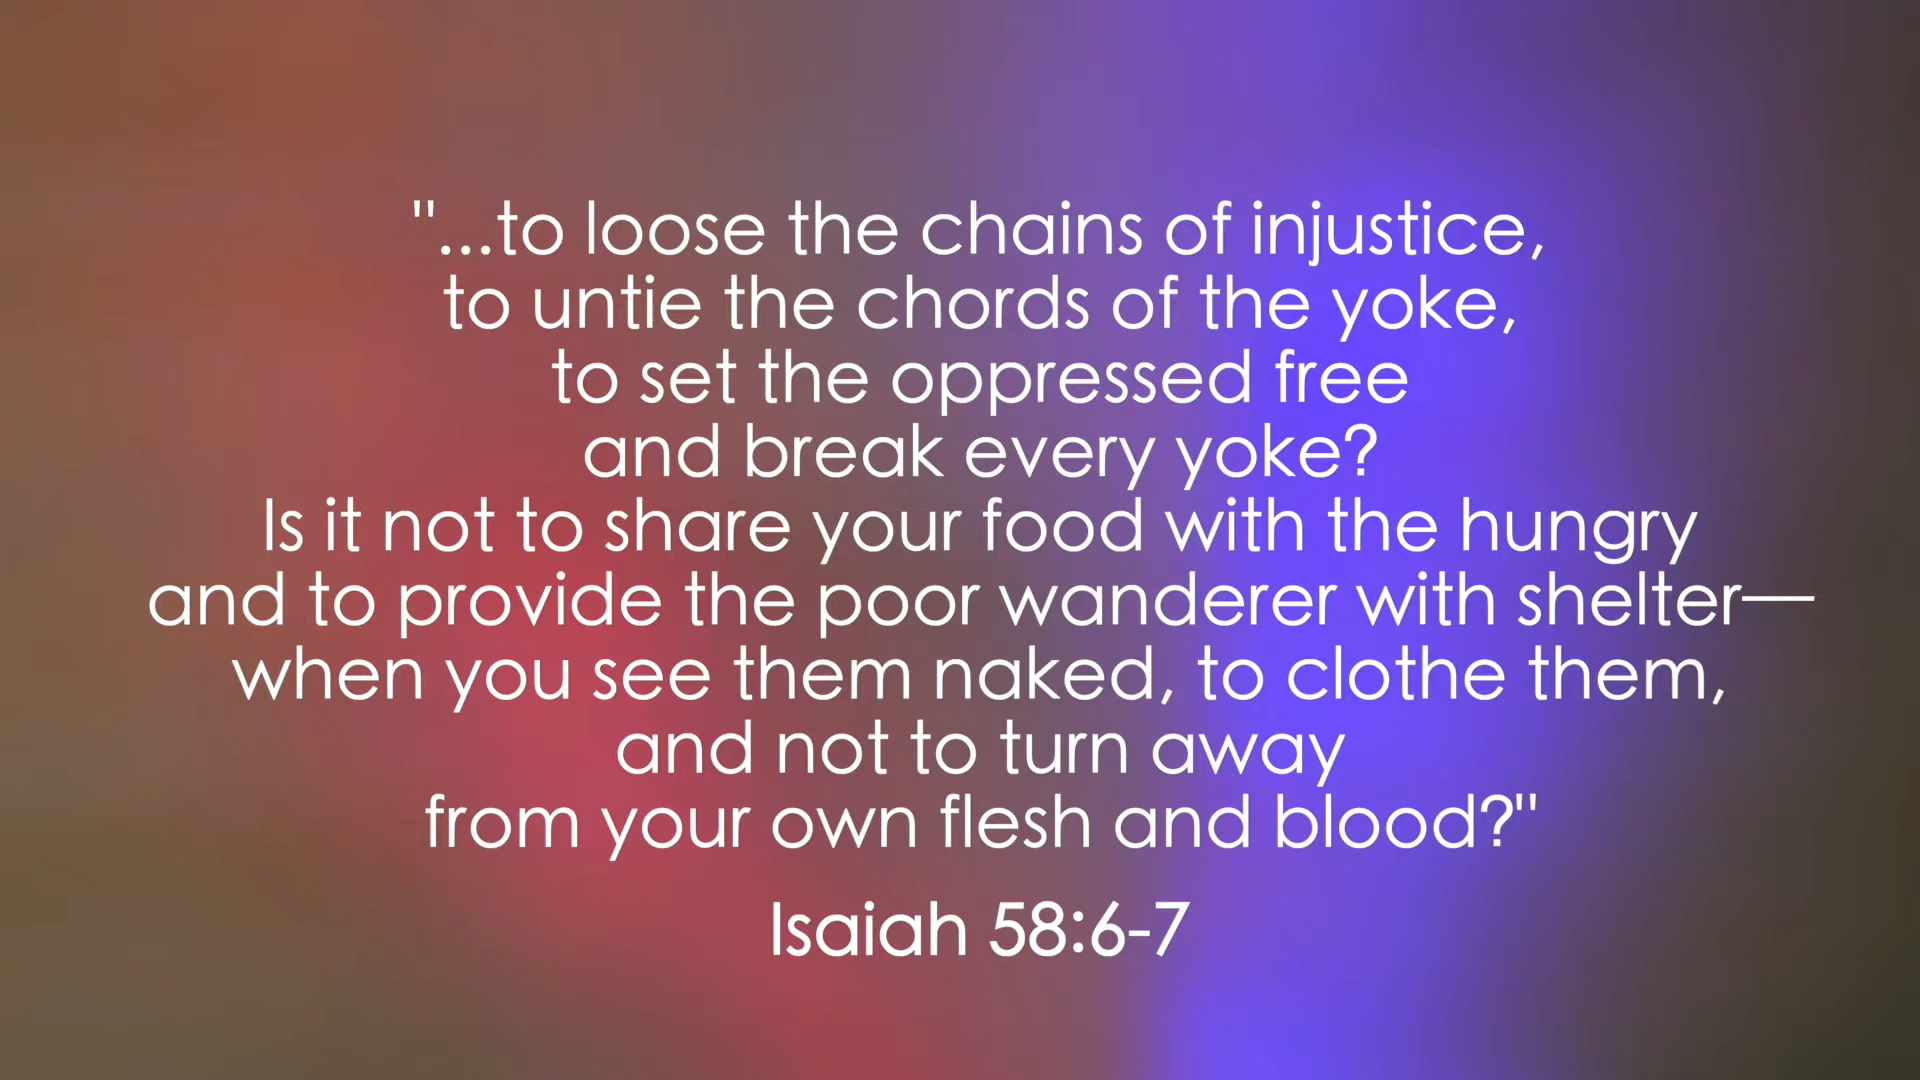 "...to loose the chains of injustice,
to untie the chords of the yoke,
to set the oppressed free
and break every yoke?
Is it not to share your food with the hungry
and to provide the poor wanderer with shelter—
when you see them naked, to clothe them,
and not to turn away
from your own flesh and blood?"
Isaiah 58:6-7